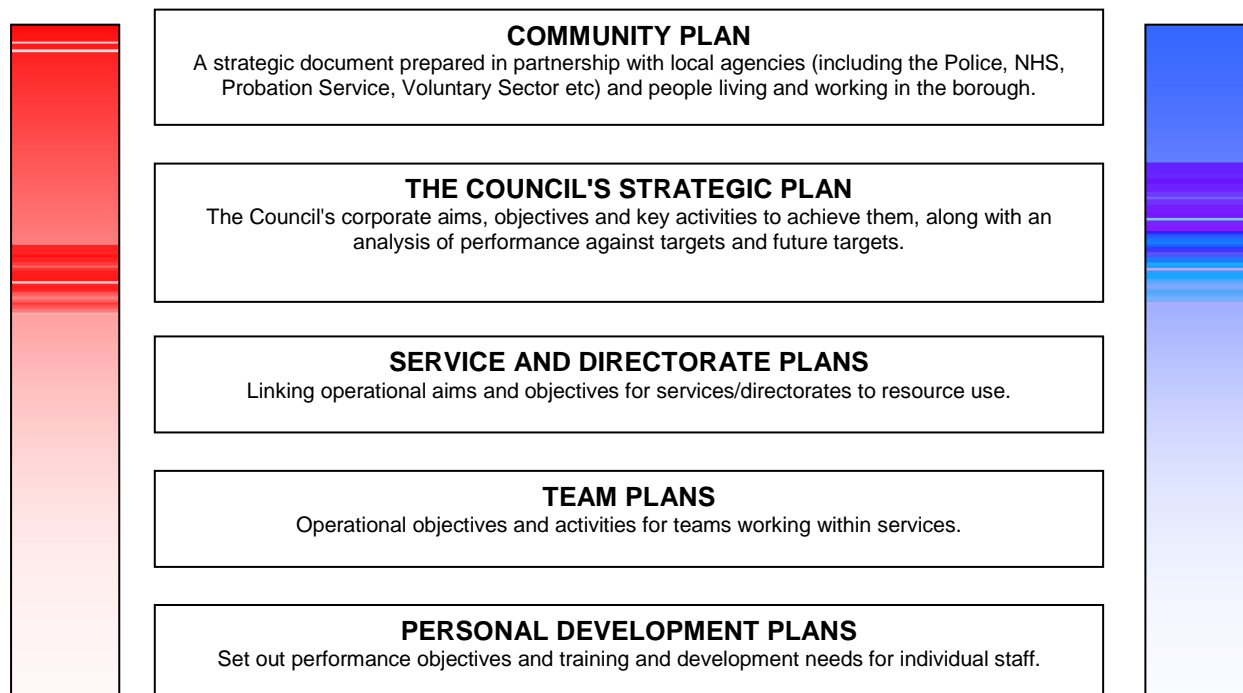 COMMUNITY PLAN
A strategic document prepared in partnership with local agencies (including the Police, NHS,
Probation Service, Voluntary Sector etc) and people living and working in the borough.
THE COUNCIL'S STRATEGIC PLAN
The Council's corporate aims, objectives and key activities to achieve them, along with an
analysis of performance against targets and future targets.
SERVICE AND DIRECTORATE PLANS
Linking operational aims and objectives for services/directorates to resource use.
TEAM PLANS
Operational objectives and activities for teams working within services.
PERSONAL DEVELOPMENT PLANS
Set out performance objectives and training and development needs for individual staff.